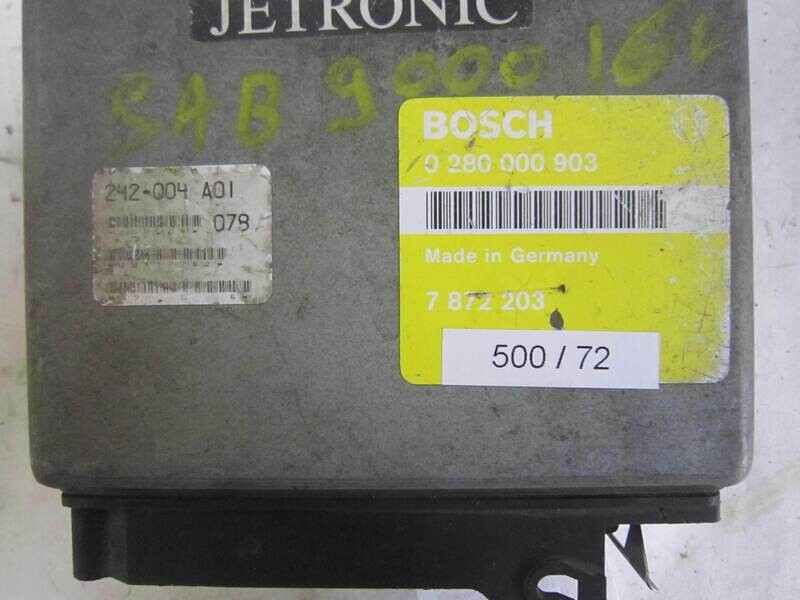 JETRONIC
SAB 9000 16V
BOSCH
0 280 000 903
242-004 A01
078
Made in Germany
7 872 203
500 / 72